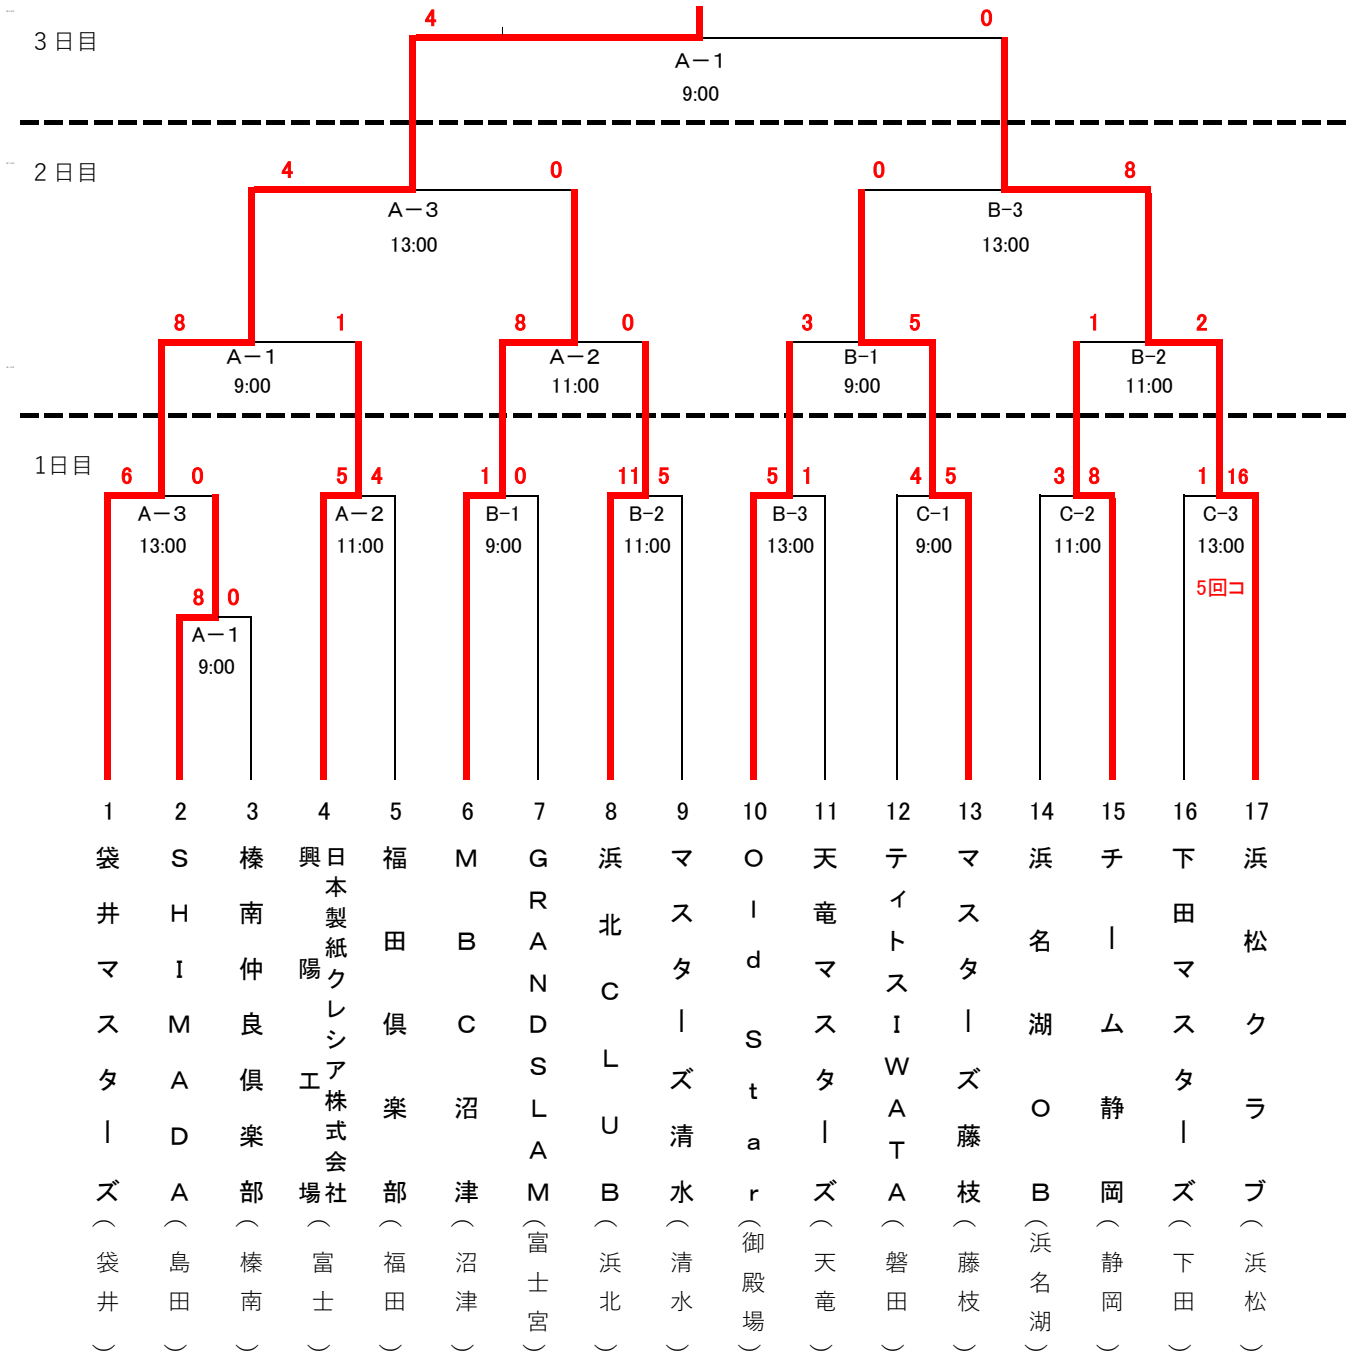 4 0
3日目
A－1
9:00
2日目
4 0 0 8
A－3 B-3
13:00 13:00
8 1 8 0 3 5 1 2
A－1 A－2 B-1 B-2
9:00 11:00 9:00 11:00
1日目
6 0 5 4 1 0 11 5 5 1 4 5 3 8 1 16
A－3 A－2 B-1 B-2 B-3 C-1 C-2 C-3
13:00 11:00 9:00 11:00 13:00 9:00 11:00 13:00
5回コ
8 0
A－1
9:00
1 2 3 4 5 6 7 8 9 10 11 12 13 14 15 16 17
袋井マスターズ（袋井）
SHIMADA（島田）
榛南仲良倶楽部（榛南）
日本製紙クレシア株式会社
興陽工場（富士）
福田倶楽部（福田）
MBC沼津（沼津）
GRANDSLAM（富士宮）
浜北CLUB（浜北）
マスターズ清水（清水）
Old Star（御殿場）
天竜マスターズ（天竜）
ティトスIWATA（磐田）
マスターズ藤枝（藤枝）
浜名湖OB（浜名湖）
チーム静岡（静岡）
下田マスターズ（下田）
浜松クラブ（浜松）